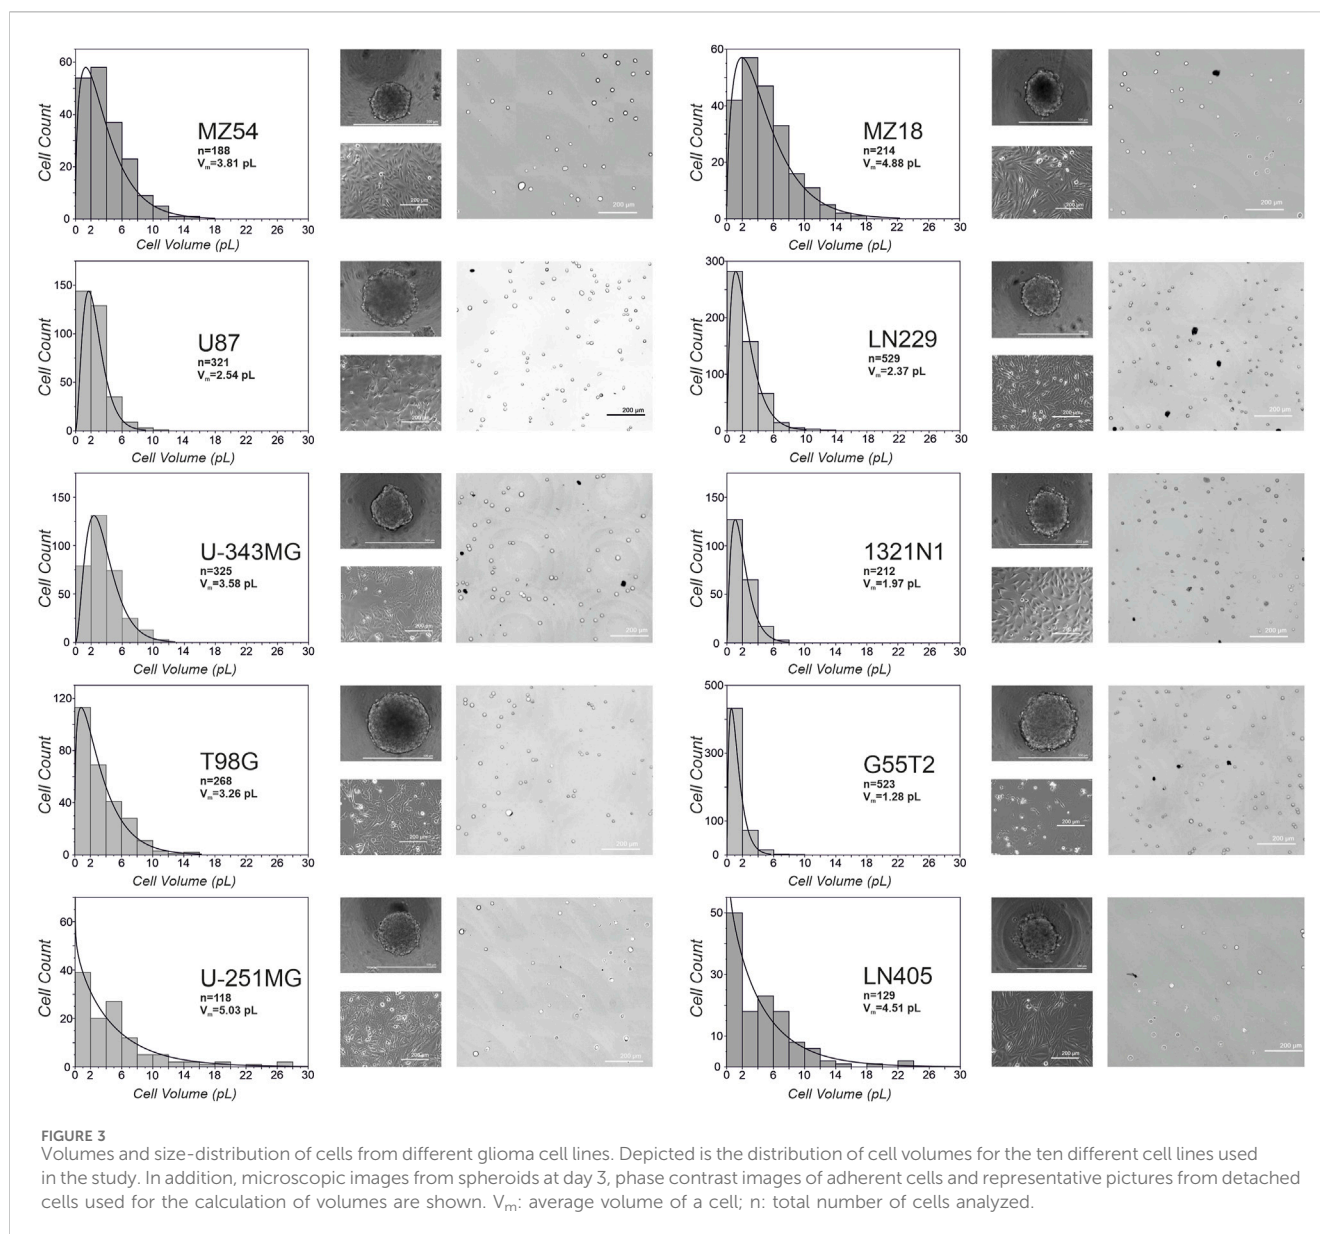 60
40
20
0
Cell Count
MZ54
n=188
Vm=3.81 pL
0 2 6 10 14 18 22 26 30
Cell Volume (pL)
200 µm
200 µm
60
40
20
0
Cell Count
MZ18
n=214
Vm=4.88 pL
0 2 6 10 14 18 22 26 30
Cell Volume (pL)
200 µm
200 µm
150
100
50
0
Cell Count
U87
n=321
Vm=2.54 pL
0 2 6 10 14 18 22 26 30
Cell Volume (pL)
200 µm
200 µm
300
200
100
0
Cell Count
LN229
n=529
Vm=2.37 pL
0 2 6 10 14 18 22 26 30
Cell Volume (pL)
200 µm
200 µm
150
100
50
0
Cell Count
U-343MG
n=325
Vm=3.58 pL
0 2 6 10 14 18 22 26 30
Cell Volume (pL)
200 µm
200 µm
150
100
50
0
Cell Count
1321N1
n=212
Vm=1.97 pL
0 2 6 10 14 18 22 26 30
Cell Volume (pL)
200 µm
200 µm
120
80
40
0
Cell Count
T98G
n=268
Vm=3.26 pL
0 2 6 10 14 18 22 26 30
Cell Volume (pL)
200 µm
200 µm
500
300
100
0
Cell Count
G55T2
n=523
Vm=1.28 pL
0 2 6 10 14 18 22 26 30
Cell Volume (pL)
200 µm
200 µm
60
40
20
0
Cell Count
U-251MG
n=118
Vm=5.03 pL
0 2 6 10 14 18 22 26 30
Cell Volume (pL)
200 µm
200 µm
50
30
10
0
Cell Count
LN405
n=129
Vm=4.51 pL
0 2 6 10 14 18 22 26 30
Cell Volume (pL)
200 µm
200 µm
FIGURE 3
Volumes and size-distribution of cells from different glioma cell lines. Depicted is the distribution of cell volumes for the ten different cell lines used
in the study. In addition, microscopic images from spheroids at day 3, phase contrast images of adherent cells and representative pictures from detached
cells used for the calculation of volumes are shown. Vm: average volume of a cell; n: total number of cells analyzed.